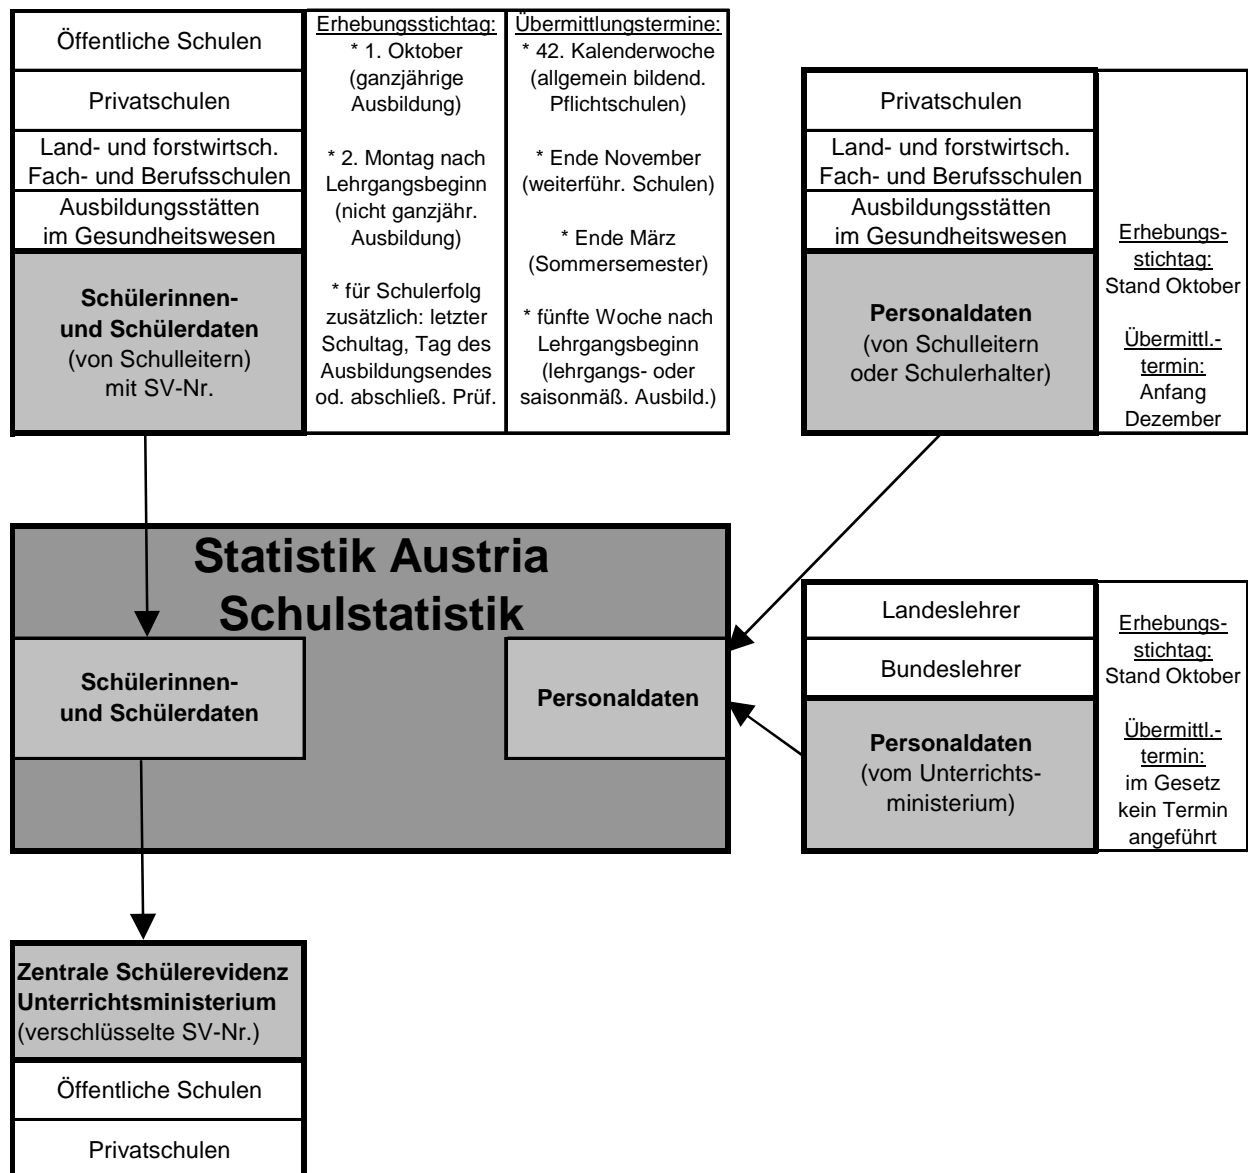 Öffentliche Schulen
Privatschulen
Land- und forstwirtsch.
Fach- und Berufsschulen
Ausbildungsstätten
im Gesundheitswesen
Schülerinnen-
und Schülerdaten
(von Schulleitern)
mit SV-Nr.
Erhebungsstichtag:
* 1. Oktober
(ganzjährige
Ausbildung)
* 2. Montag nach
Lehrgangsbeginn
(nicht ganzjähr.
Ausbildung)
* für Schulerfolg
zusätzlich: letzter
Schultag, Tag des
Ausbildungsendes
od. abschließ. Prüf.
Übermittlungstermine:
* 42. Kalenderwoche
(allgemein bildend.
Pflichtschulen)
* Ende November
(weiterführ. Schulen)
* Ende März
(Sommersemester)
* fünfte Woche nach
Lehrgangsbeginn
(lehrgangs- oder
saisonmäß. Ausbild.)
Privatschulen
Land- und forstwirtsch.
Fach- und Berufsschulen
Ausbildungsstätten
im Gesundheitswesen
Personaldaten
(von Schulleitern
oder Schulerhalter)
Erhebungs-
stichtag:
Stand Oktober
Übermittl.-
termin:
Anfang
Dezember
Statistik Austria
Schulstatistik
Schülerinnen-
und Schülerdaten
Personaldaten
Landeslehrer
Bundeslehrer
Personaldaten
(vom Unterrichts-
ministerium)
Erhebungs-
stichtag:
Stand Oktober
Übermittl.-
termin:
im Gesetz
kein Termin
angeführt
Zentrale Schülerevidenz
Unterrichtsministerium
(verschlüsselte SV-Nr.)
Öffentliche Schulen
Privatschulen